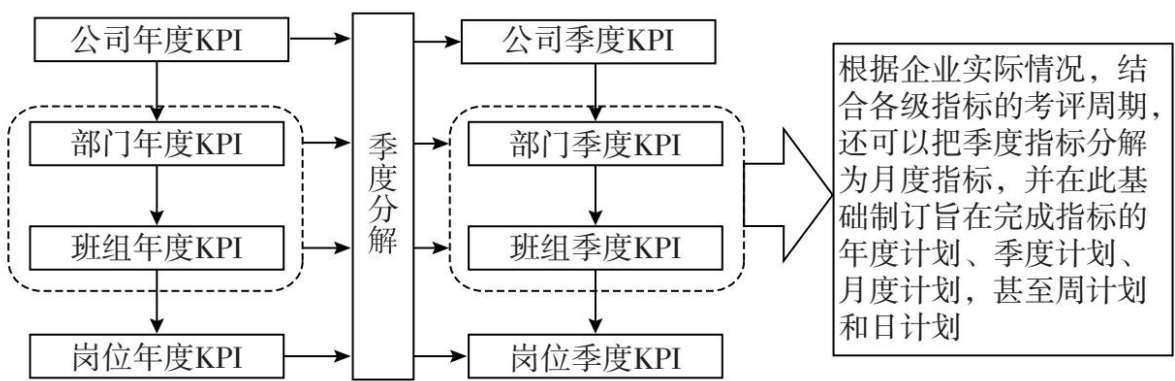 公司年度KPI
公司季度KPI
部门年度KPI
部门季度KPI
班组年度KPI
班组季度KPI
岗位年度KPI
岗位季度KPI
季度分解
根据企业实际情况，结
合各级指标的考评周期，
还可以把季度指标分解
为月度指标，并在此基
础制订旨在完成指标的
年度计划、季度计划、
月度计划，甚至周计划
和日计划